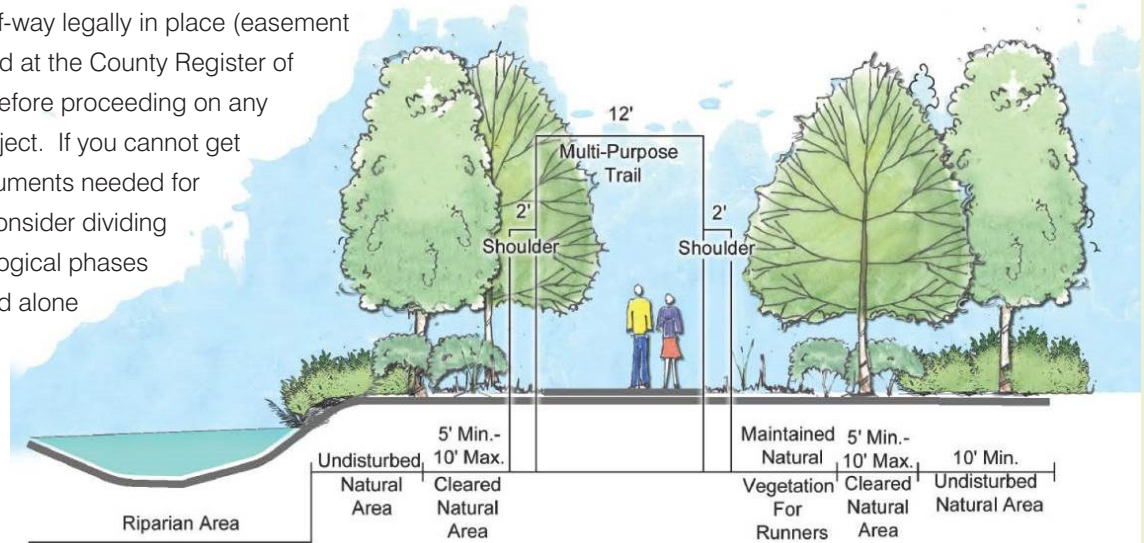 f-way legally in place (easement
d at the County Register of
efore proceeding on any
ject. If you cannot get
uments needed for
onsider dividing
ogical phases
d alone
12'
Multi-Purpose
Trail
2'
Shoulder
2'
Shoulder
Riparian Area
Undisturbed
Natural
Area
5' Min.-
10' Max.
Cleared
Natural
Area
Maintained
Natural
Vegetation
For
Runners
5' Min.-
10' Max.
Cleared
Natural
Area
10' Min.
Undisturbed
Natural Area